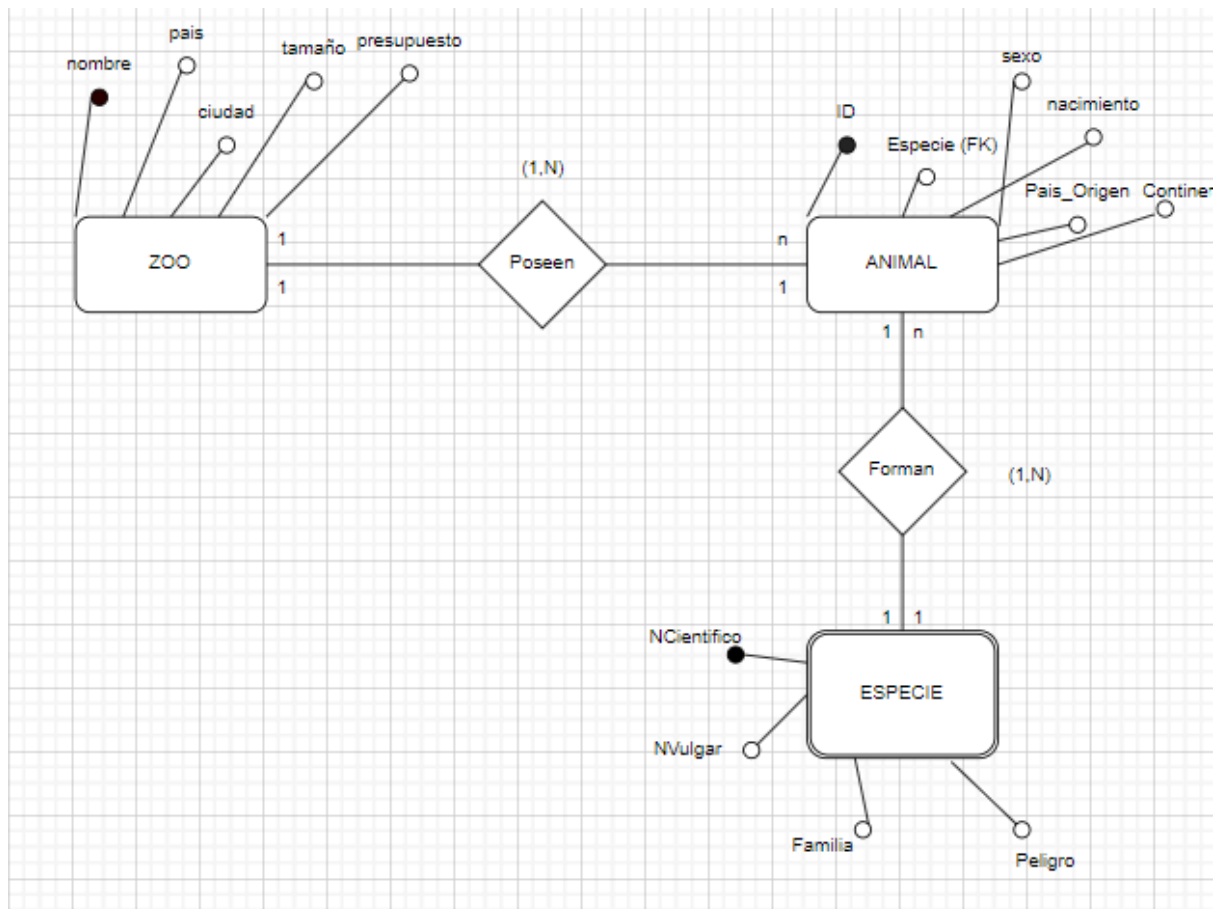 nombre
pais
ciudad
tamaño
presupuesto
ZOO
1
1
(1,N)
Poseen
n
1
ID
Especie (FK)
sexo
nacimiento
Pais_Origen
Continer
ANIMAL
1
n
Forman
(1,N)
1
1
NCientifico
ESPECIE
NVulgar
Familia
Peligro